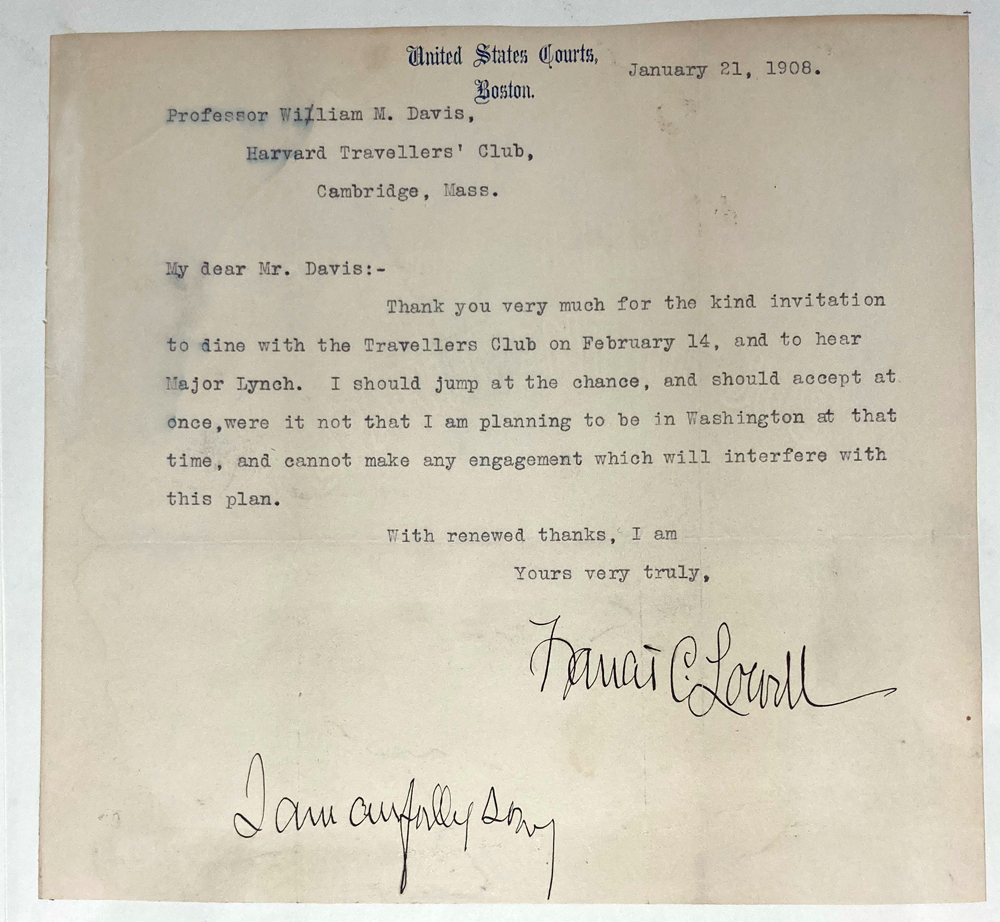 United States Courts,
Boston.
January 21, 1908.
Professor William M. Davis,
Harvard Travellers' Club,
Cambridge, Mass.
My dear Mr. Davis:-
Thank you very much for the kind invitation
to dine with the Travellers Club on February 14, and to hear
Major Lynch. I should jump at the chance, and should accept at
once,were it not that I am planning to be in Washington at that
time, and cannot make any engagement which will interfere with
this plan.
With renewed thanks, I am
Yours very truly,
Francis C. Lowell
I am awfully sorry